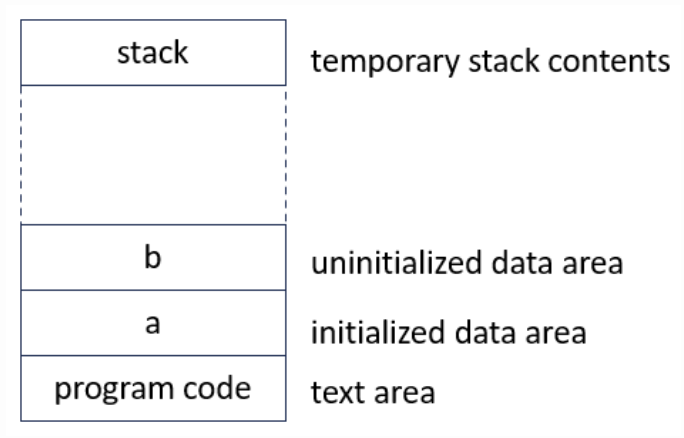 stack
temporary stack contents
b
uninitialized data area
a
initialized data area
program code
text area